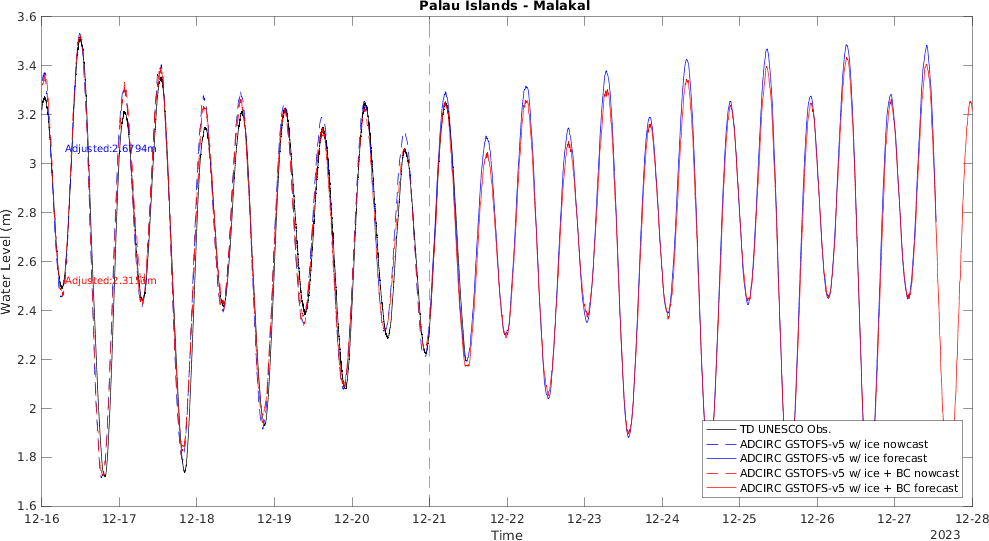 Palau Islands - Malakal
3.6
3.4
3.2
3
2.8
2.6
2.4
2.2
2
1.8
1.6
Water Level (m)
Adjusted:2.6794m
Adjusted:2.3156m
TD UNESCO Obs.
ADCIRC GSTOFS-v5 w/ ice nowcast
ADCIRC GSTOFS-v5 w/ ice forecast
ADCIRC GSTOFS-v5 w/ ice + BC nowcast
ADCIRC GSTOFS-v5 w/ ice + BC forecast
12-16 12-17 12-18 12-19 12-20 12-21 12-22 12-23 12-24 12-25 12-26 12-27 12-28
Time 2023